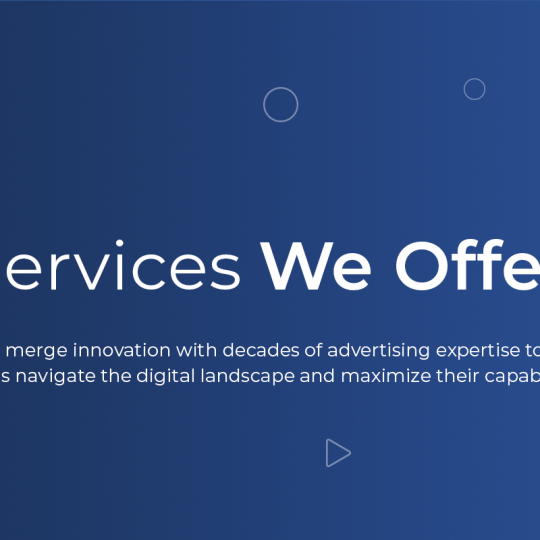 ervices We Offe
merge innovation with decades of advertising expertise to
s navigate the digital landscape and maximize their capab